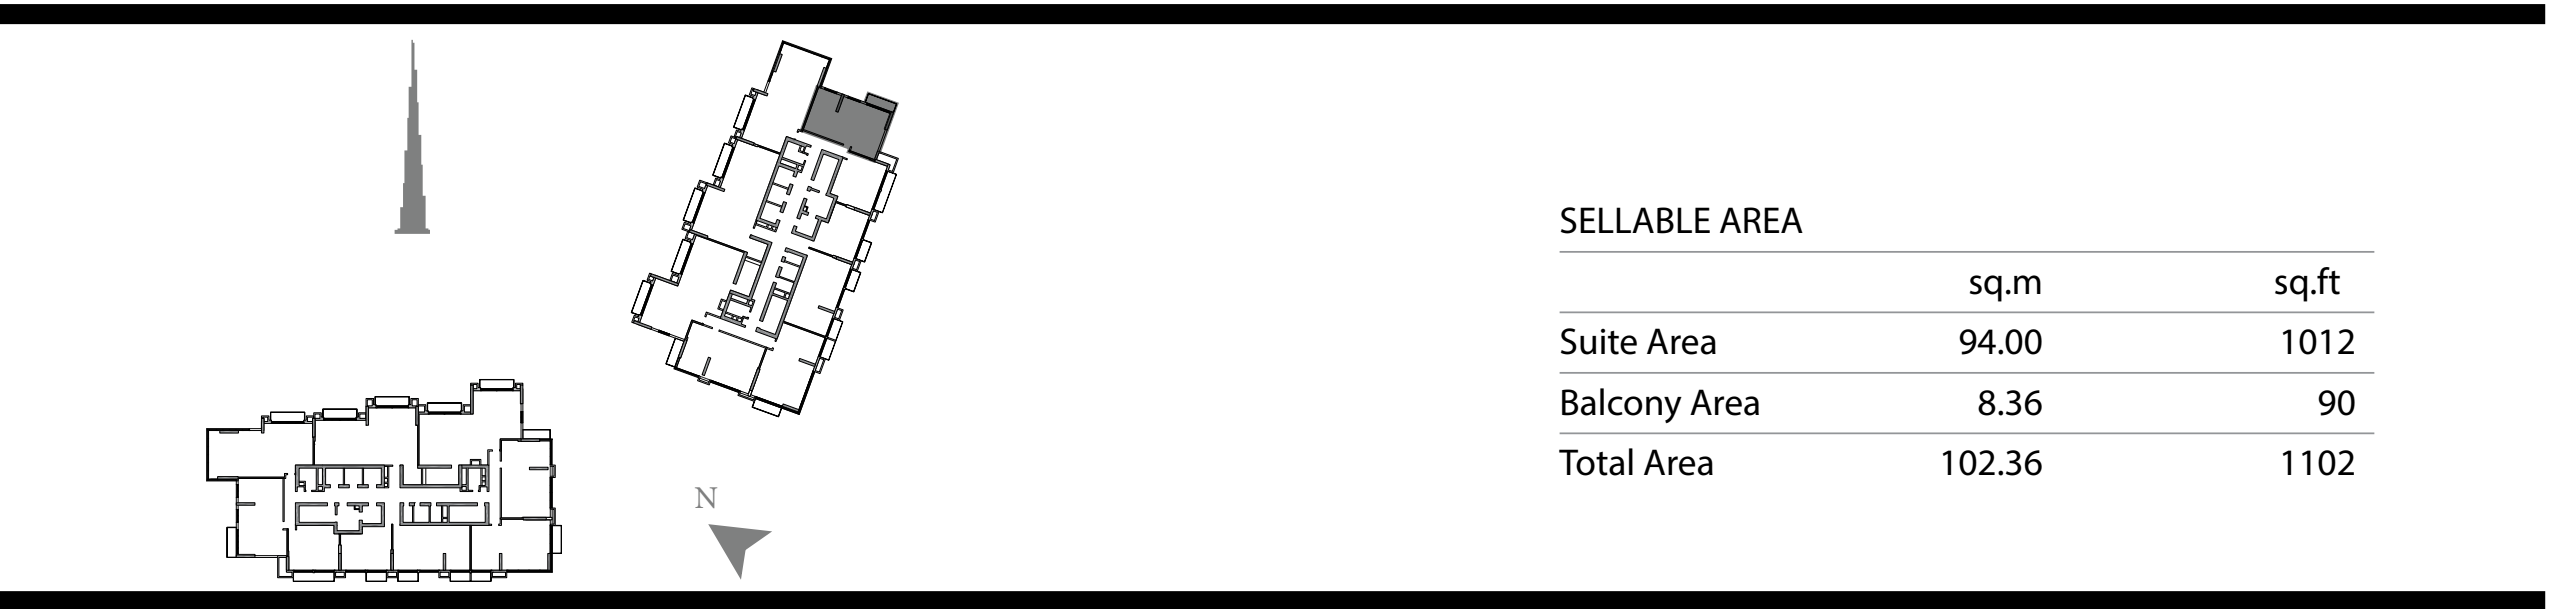 SELLABLE AREA
sq.m sq.ft
Suite Area 94.00 1012
Balcony Area 8.36 90
Total Area 102.36 1102
N